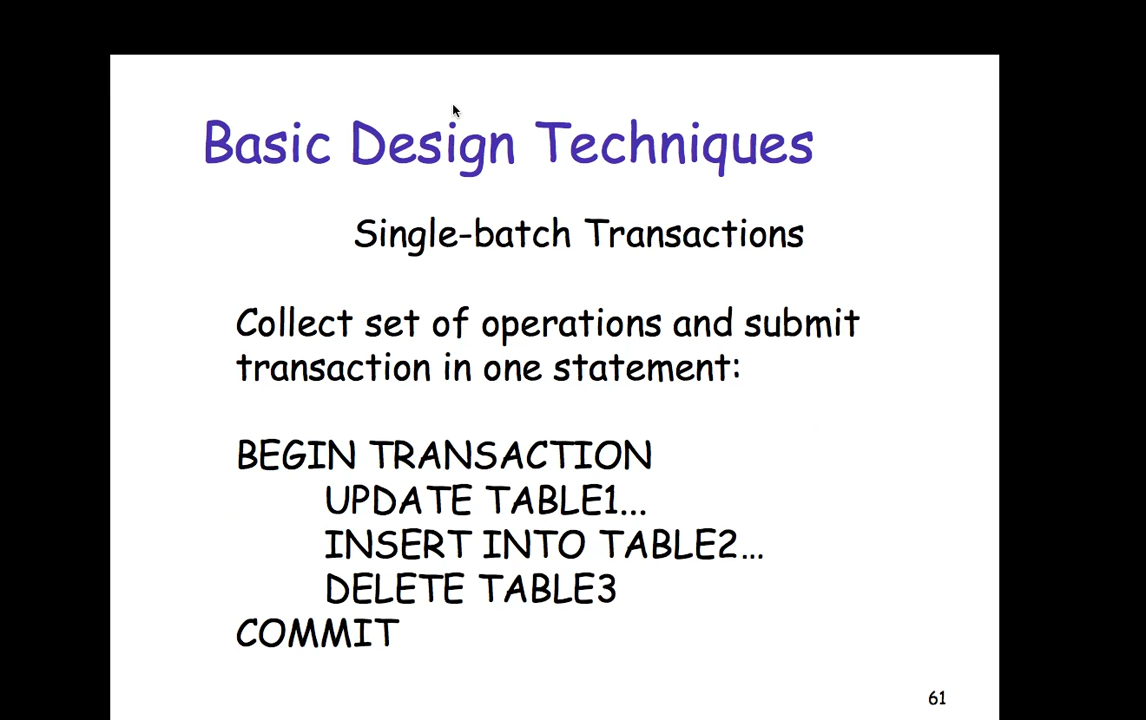 Basic Design Techniques
Single-batch Transactions
Collect set of operations and submit
transaction in one statement:
BEGIN TRANSACTION
UPDATE TABLE1...
INSERT INTO TABLE2...
DELETE TABLE3
COMMIT
61